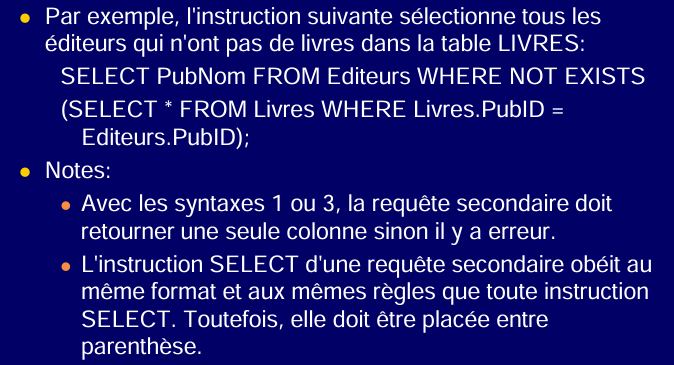 Par exemple, l'instruction suivante sélectionne tous les
éditeurs qui n'ont pas de livres dans la table LIVRES:
SELECT PubNom FROM Editeurs WHERE NOT EXISTS
(SELECT * FROM Livres WHERE Livres.PubID =
Editeurs.PubID);
Notes:
Avec les syntaxes 1 ou 3, la requête secondaire doit
retourner une seule colonne sinon il y a erreur.
L'instruction SELECT d'une requête secondaire obéit au
même format et aux mêmes règles que toute instruction
SELECT. Toutefois, elle doit être placée entre
parenthèse.